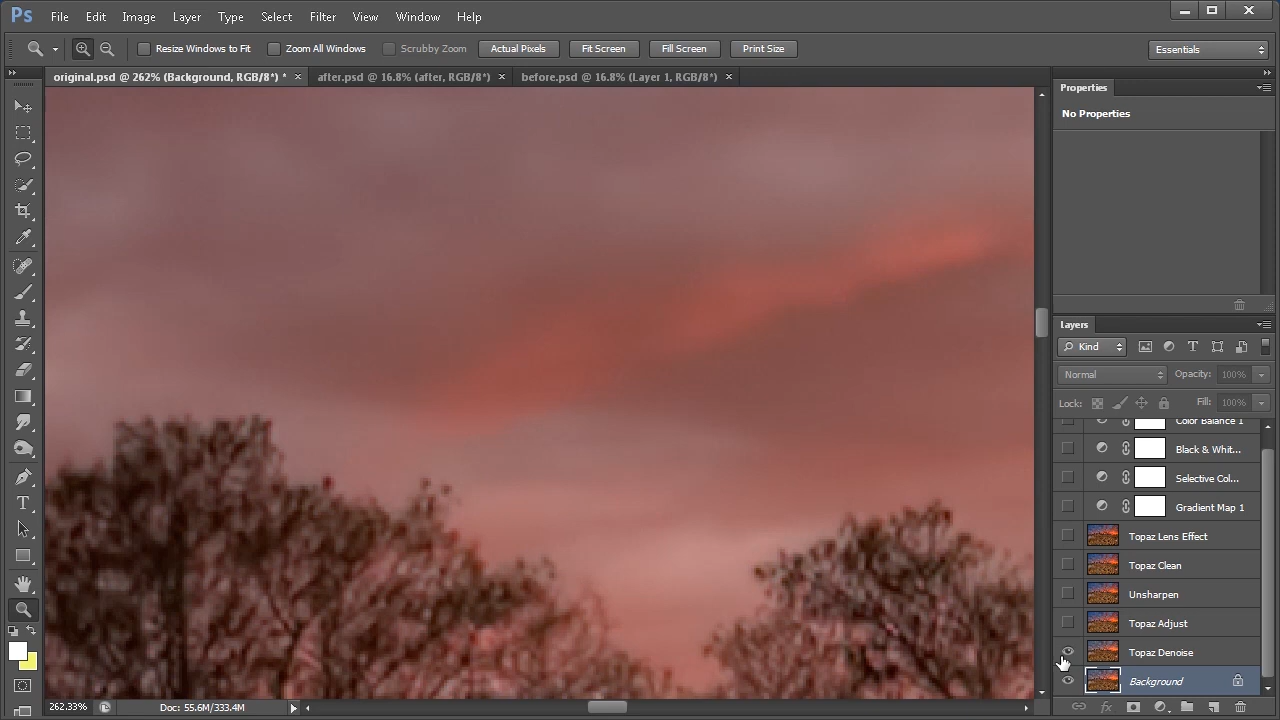 Ps File Edit Image Layer Type Select Filter View Window Help
Resize Windows to Fit Zoom All Windows Scrubby Zoom Actual Pixels Fit Screen Fill Screen Print Size Essentials
original.psd @ 262% (Background, RGB/8*) * × after.psd @ 16.8% (after, RGB/8*) × before.psd @ 16.8% (Layer 1, RGB/8*) ×
Properties
No Properties
Layers
Kind
Normal Opacity: 100%
Lock: Fill: 100%
Color Balance 1
Black & Whit...
Selective Col...
Gradient Map 1
Topaz Lens Effect
Topaz Clean
Unsharpen
Topaz Adjust
Topaz Denoise
Background
262.33% Doc: 55.6M/333.4M